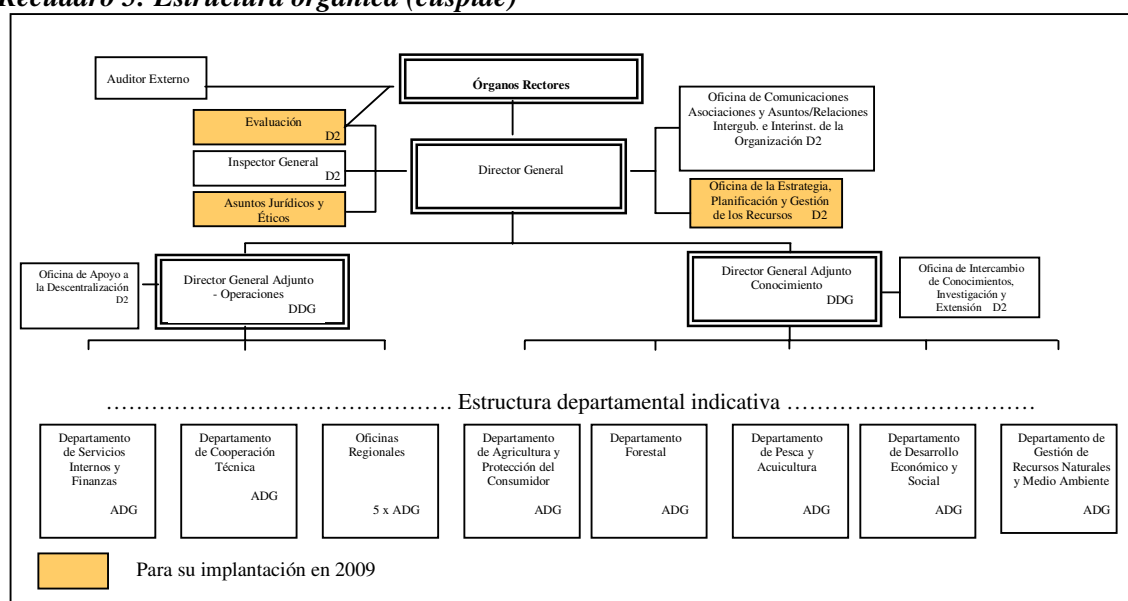 Recuadro 5: Estructura orgánica (cúspide)
Auditor Externo
Órganos Rectores
Oficina de Comunicaciones
Asociaciones y Asuntos/Relaciones
Intergub. e Interinst. de la
Organización D2
Evaluación
D2
Inspector General
D2
Director General
Asuntos Jurídicos y
Éticos
Oficina de la Estrategia,
Planificación y Gestión
de los Recursos D2
Oficina de Apoyo a
la Descentralización
D2
Director General Adjunto
- Operaciones
DDG
Director General Adjunto
Conocimiento
DDG
Oficina de Intercambio
de Conocimientos,
Investigación y
Extensión D2
……………………………………………. Estructura departamental indicativa ………………………………
Departamento
de Servicios
Internos y
Finanzas
ADG
Departamento
de Cooperación
Técnica
ADG
Oficinas
Regionales
5 x ADG
Departamento
de Agricultura y
Protección del
Consumidor
ADG
Departamento
Forestal
ADG
Departamento
de Pesca y
Acuicultura
ADG
Departamento
de Desarrollo
Económico y
Social
ADG
Departamento de
Gestión de
Recursos Naturales
y Medio Ambiente
ADG
Para su implantación en 2009